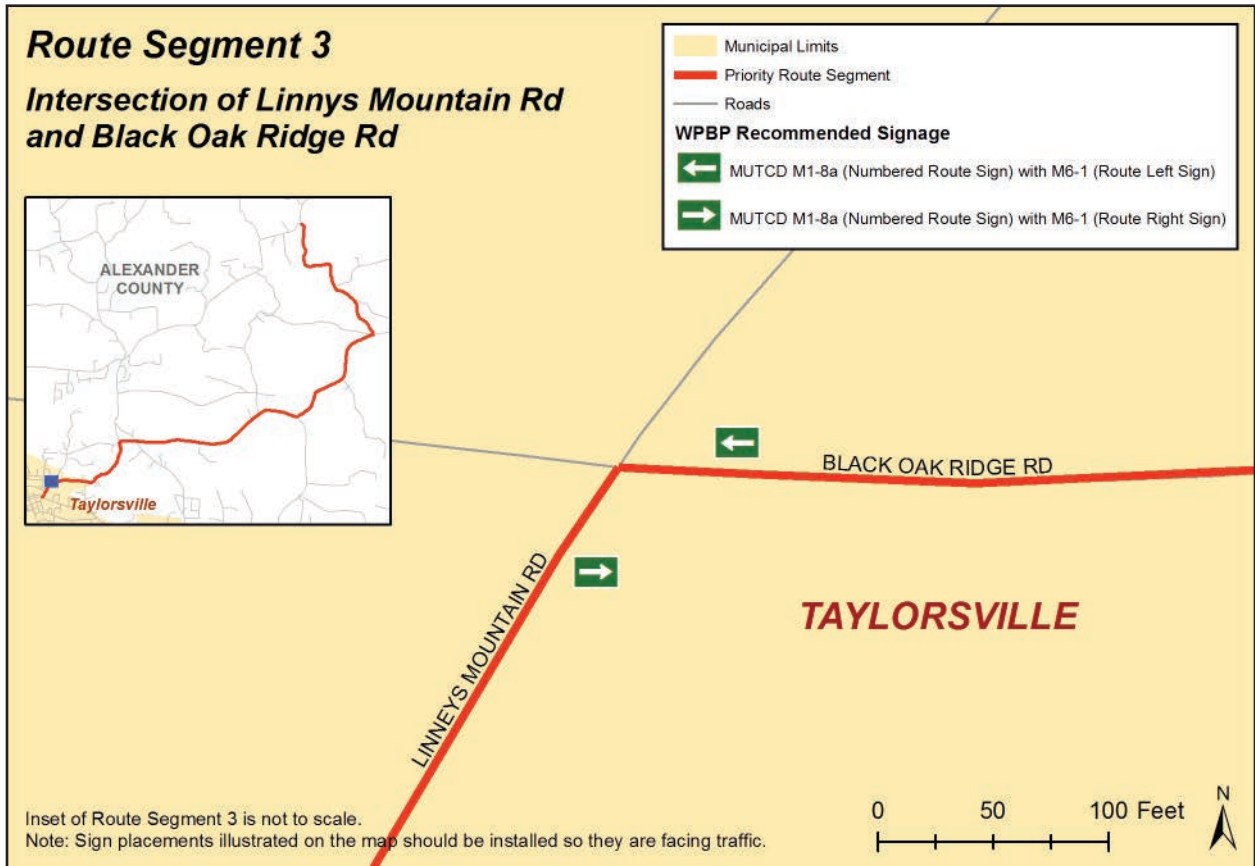 Route Segment 3
Intersection of Linnys Mountain Rd
and Black Oak Ridge Rd
Municipal Limits
Priority Route Segment
Roads
WPBP Recommended Signage
MUTCD M1-8a (Numbered Route Sign) with M6-1 (Route Left Sign)
MUTCD M1-8a (Numbered Route Sign) with M6-1 (Route Right Sign)
ALEXANDER
COUNTY
Taylorsville
BLACK OAK RIDGE RD
LINNEYS MOUNTAIN RD
TAYLORSVILLE
Inset of Route Segment 3 is not to scale.
Note: Sign placements illustrated on the map should be installed so they are facing traffic.
0 50 100 Feet
N